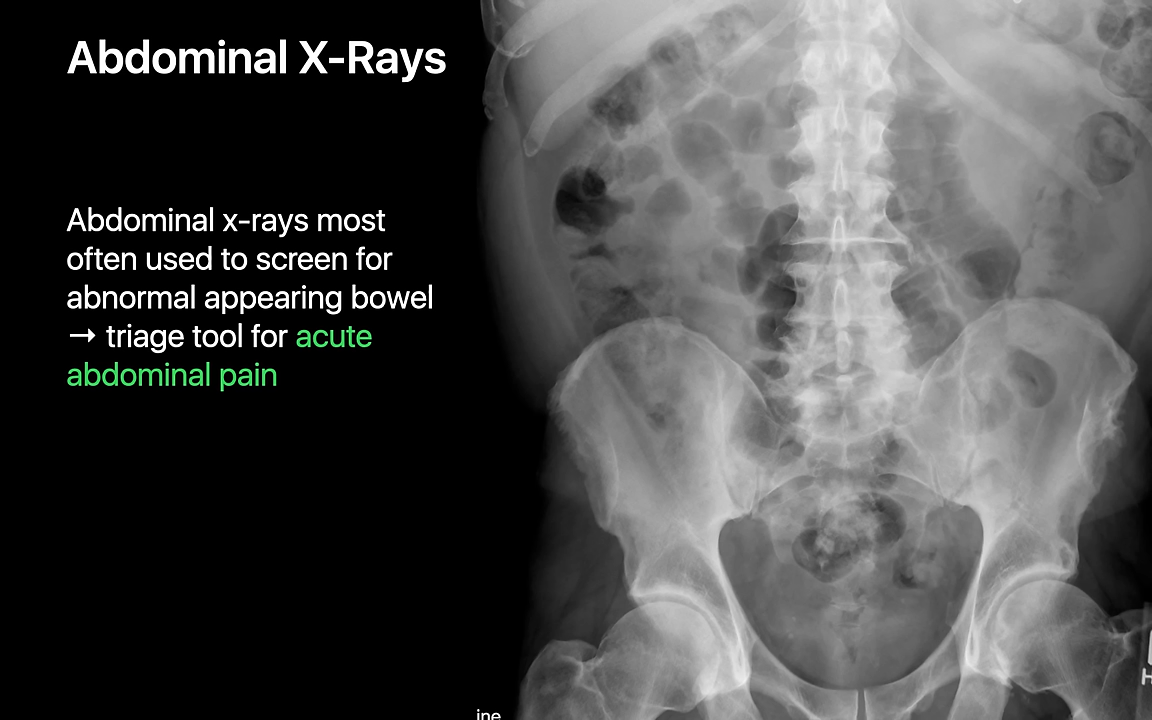 Abdominal X-Rays
Abdominal x-rays most
often used to screen for
abnormal appearing bowel
→ triage tool for acute
abdominal pain
ine